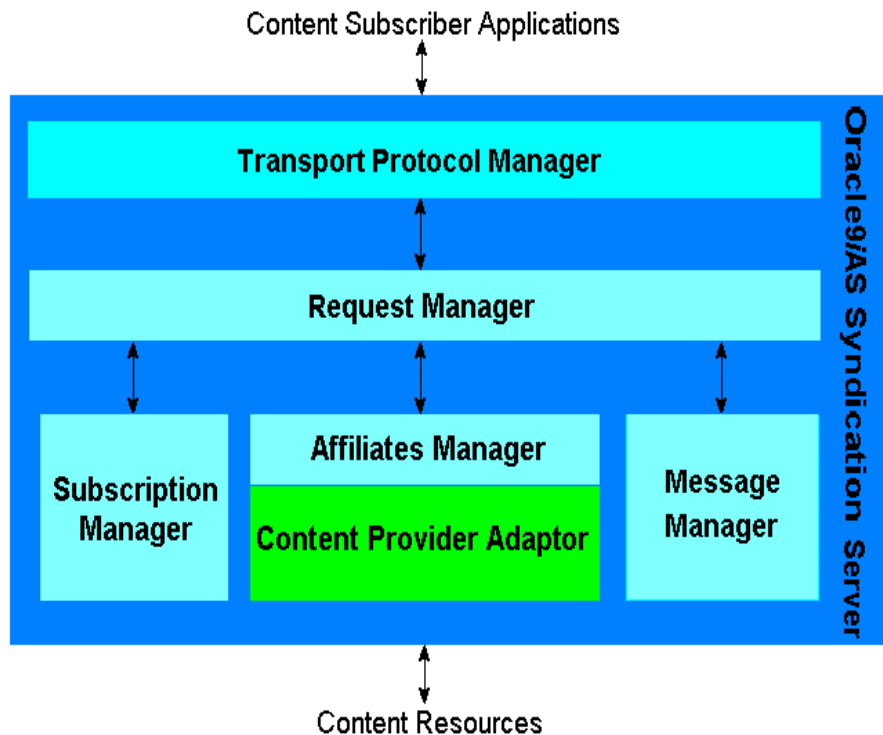 Content Subscriber Applications
Transport Protocol Manager
Request Manager
Subscription
Manager
Affiliates Manager
Content Provider Adaptor
Message
Manager
Oracle9iAS Syndication Server
Content Resources